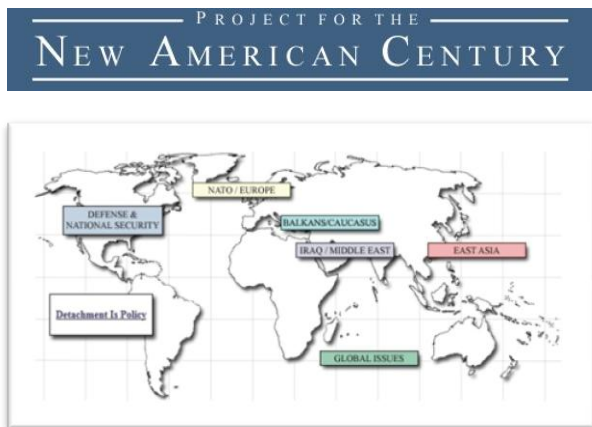 PROJECT FOR THE
NEW AMERICAN CENTURY
NATO / EUROPE
DEFENSE &
NATIONAL SECURITY
BALKANS/CAUCASUS
IRAQ / MIDDLE EAST
EAST ASIA
Detachment Is Policy
GLOBAL ISSUES